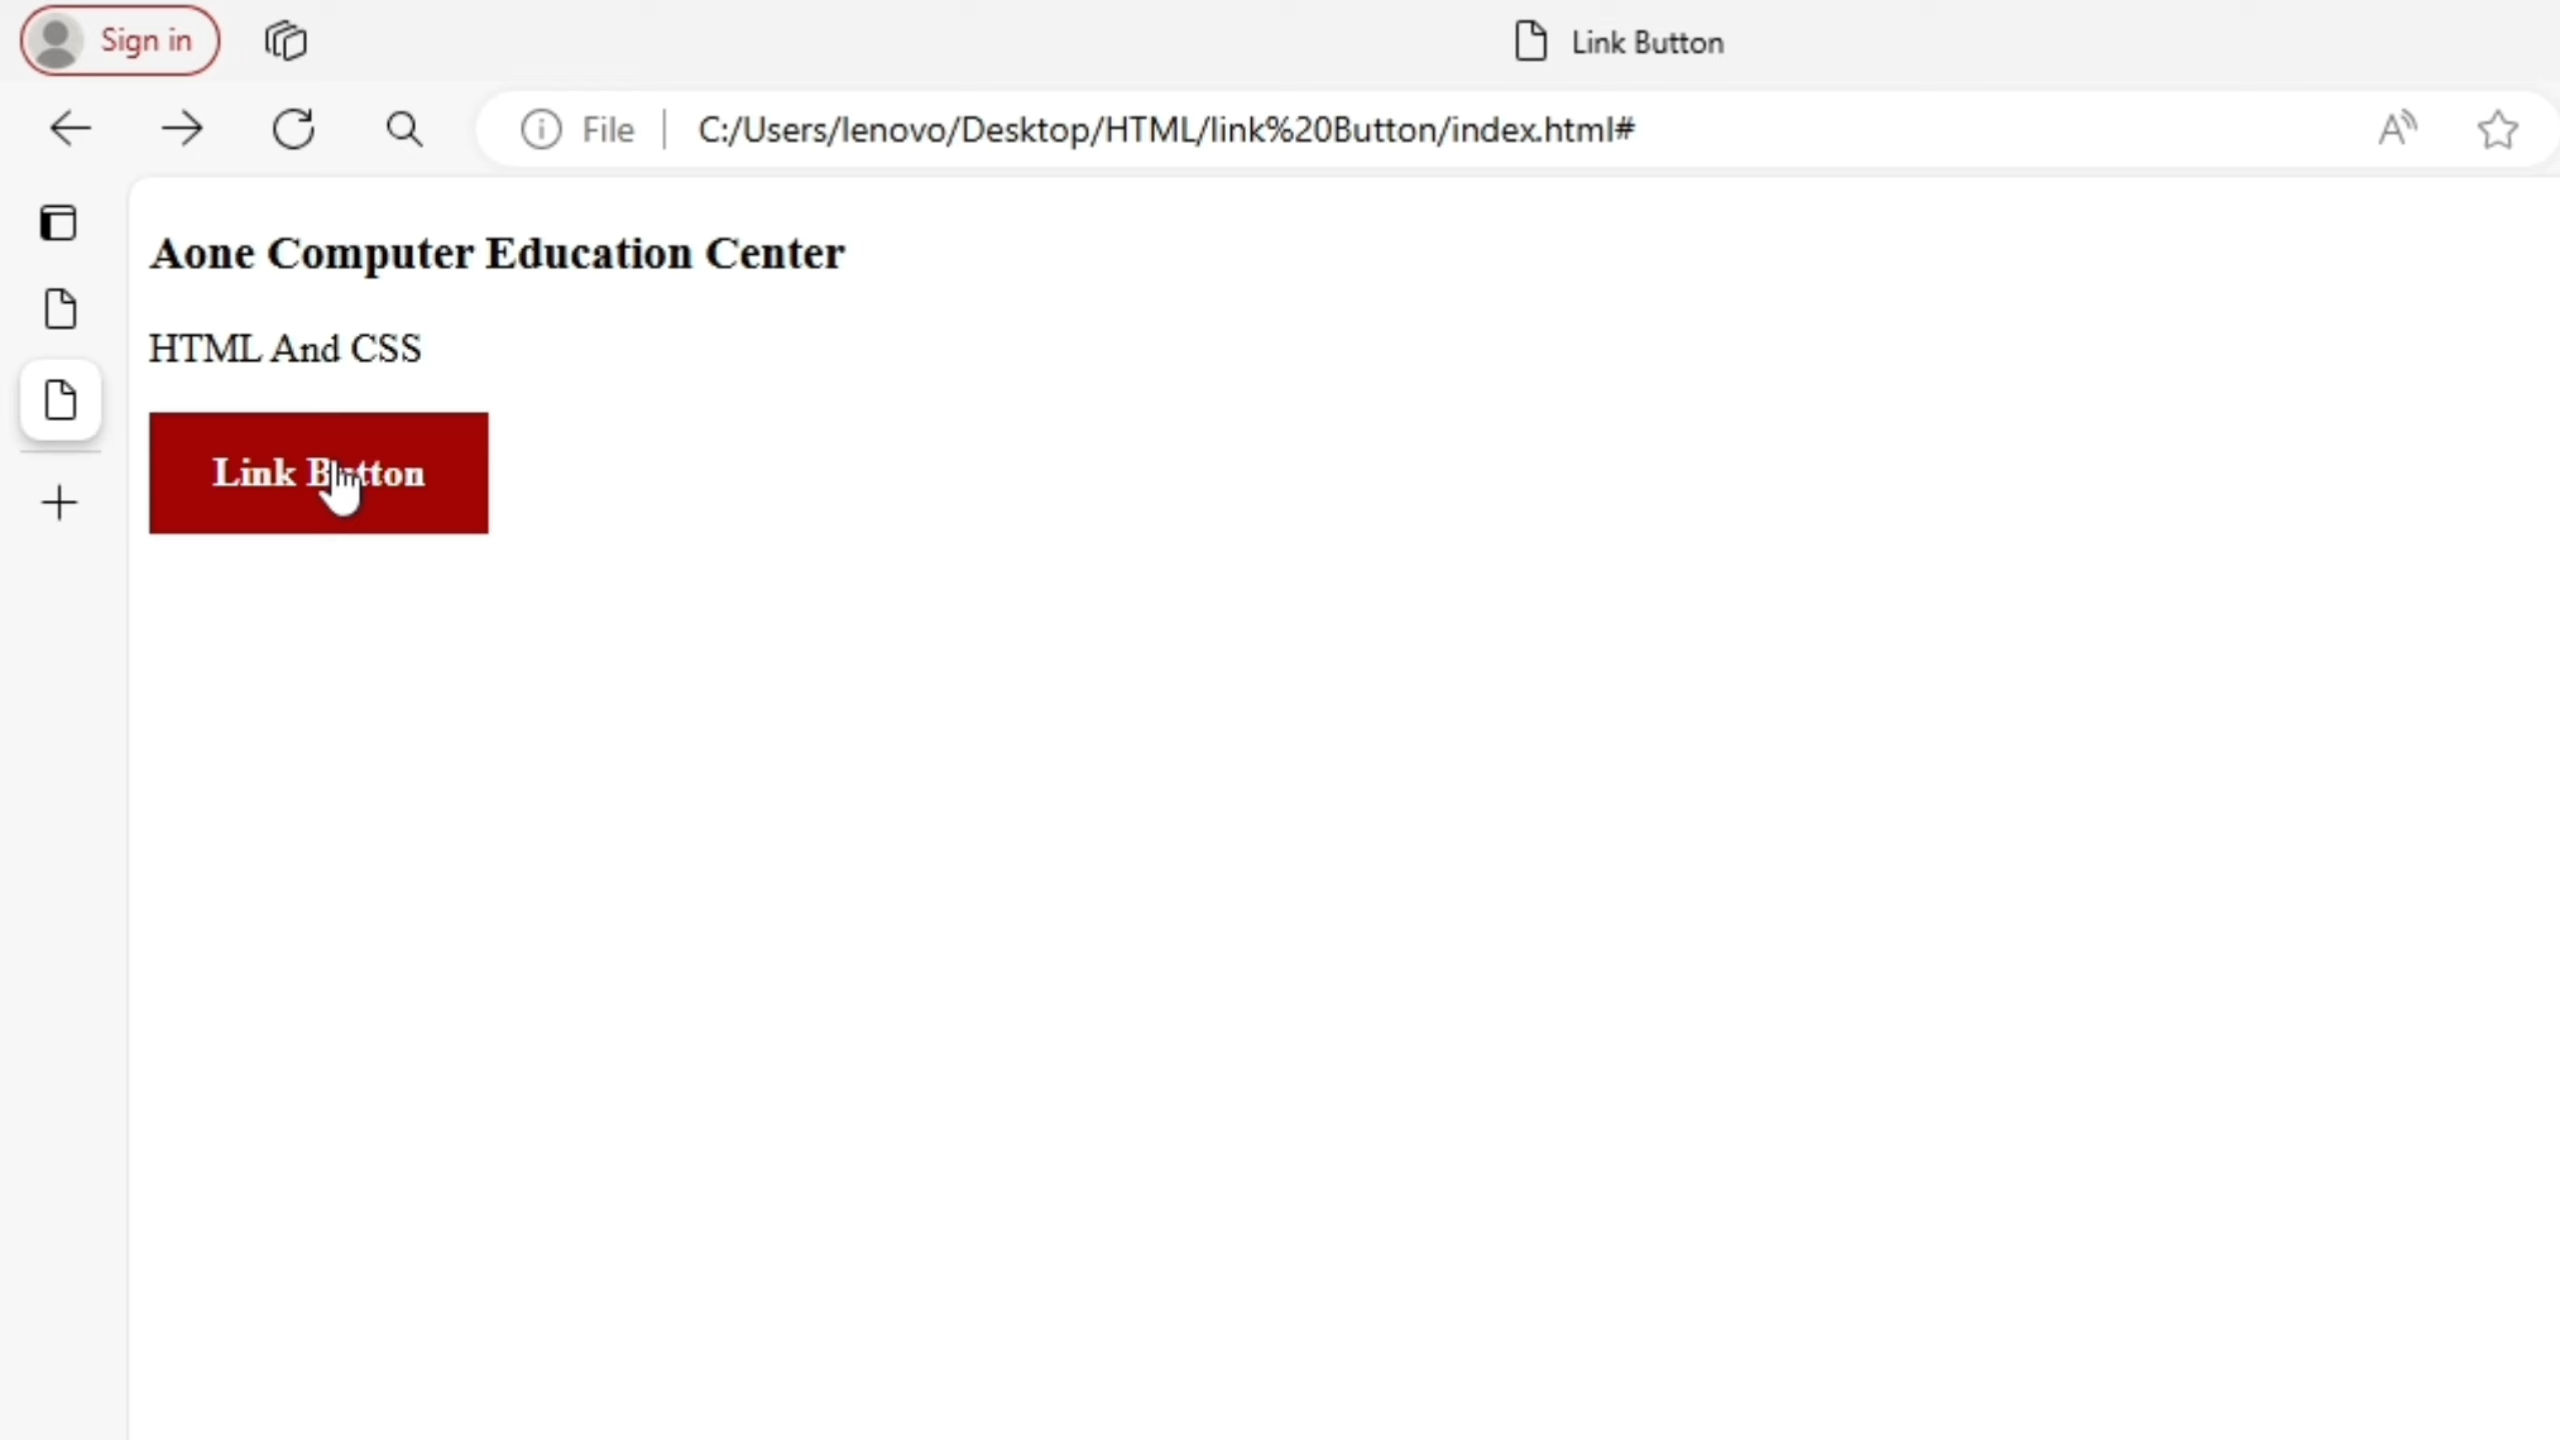 Sign in
Link Button
File
C:/Users/lenovo/Desktop/HTML/link%20Button/index.html#
Aone Computer Education Center
HTML And CSS
Link Button